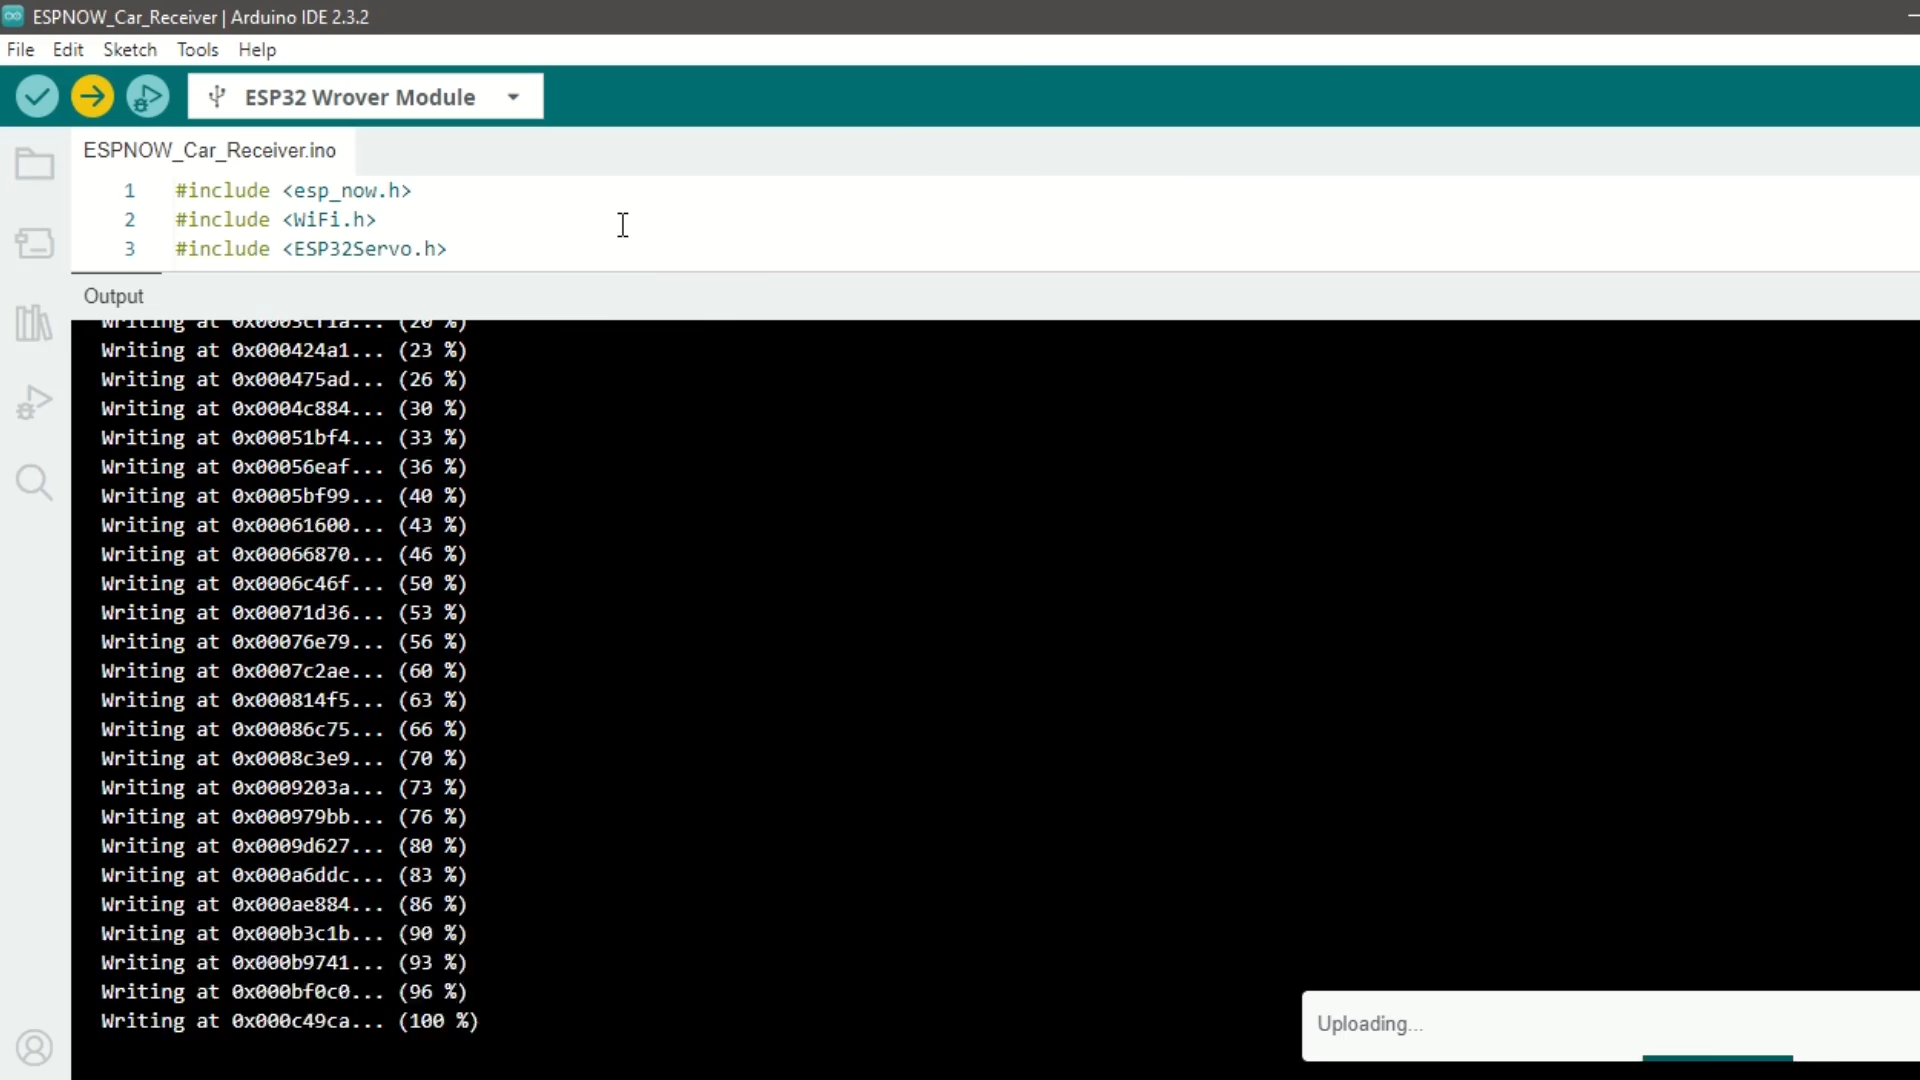 ESPNOW_Car_Receiver | Arduino IDE 2.3.2
File Edit Sketch Tools Help
ESP32 Wrover Module
ESPNOW_Car_Receiver.ino
1 #include <esp_now.h>
2 #include <WiFi.h>
3 #include <ESP32Servo.h>
Output
Writing at 0x0003cf1a... (20 %)
Writing at 0x000424a1... (23 %)
Writing at 0x000475ad... (26 %)
Writing at 0x0004c884... (30 %)
Writing at 0x00051bf4... (33 %)
Writing at 0x00056eaf... (36 %)
Writing at 0x0005bf99... (40 %)
Writing at 0x00061600... (43 %)
Writing at 0x00066870... (46 %)
Writing at 0x0006c46f... (50 %)
Writing at 0x00071d36... (53 %)
Writing at 0x00076e79... (56 %)
Writing at 0x0007c2ae... (60 %)
Writing at 0x000814f5... (63 %)
Writing at 0x00086c75... (66 %)
Writing at 0x0008c3e9... (70 %)
Writing at 0x0009203a... (73 %)
Writing at 0x000979bb... (76 %)
Writing at 0x0009d627... (80 %)
Writing at 0x000a6ddc... (83 %)
Writing at 0x000ae884... (86 %)
Writing at 0x000b3c1b... (90 %)
Writing at 0x000b9741... (93 %)
Writing at 0x000bf0c0... (96 %)
Writing at 0x000c49ca... (100 %)
Uploading...